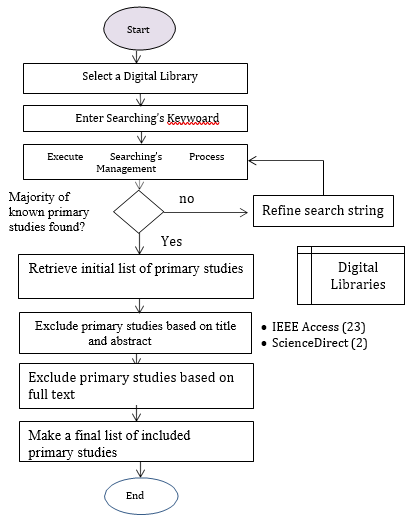 Start
Select a Digital Library
Enter Searching's Keywoard
Execute Searching's Process
Management
Majority of
known primary
studies found?
no
Refine search string
Yes
Retrieve initial list of primary studies
Digital
Libraries
Exclude primary studies based on title
and abstract
• IEEE Access (23)
• ScienceDirect (2)
Exclude primary studies based on
full text
Make a final list of included
primary studies
End